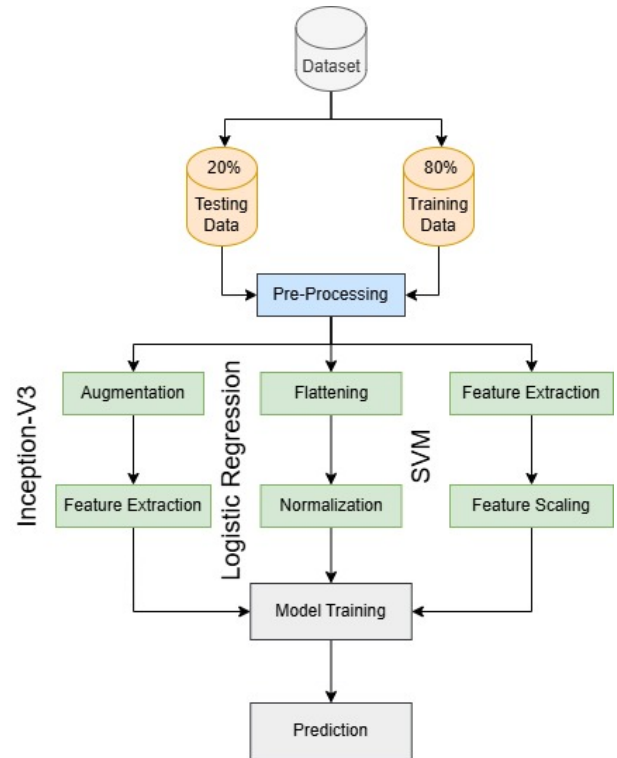 Dataset
20%
Testing
Data
80%
Training
Data
Pre-Processing
Inception-V3
Augmentation
Feature Extraction
Logistic Regression
Flattening
Normalization
SVM
Feature Extraction
Feature Scaling
Model Training
Prediction